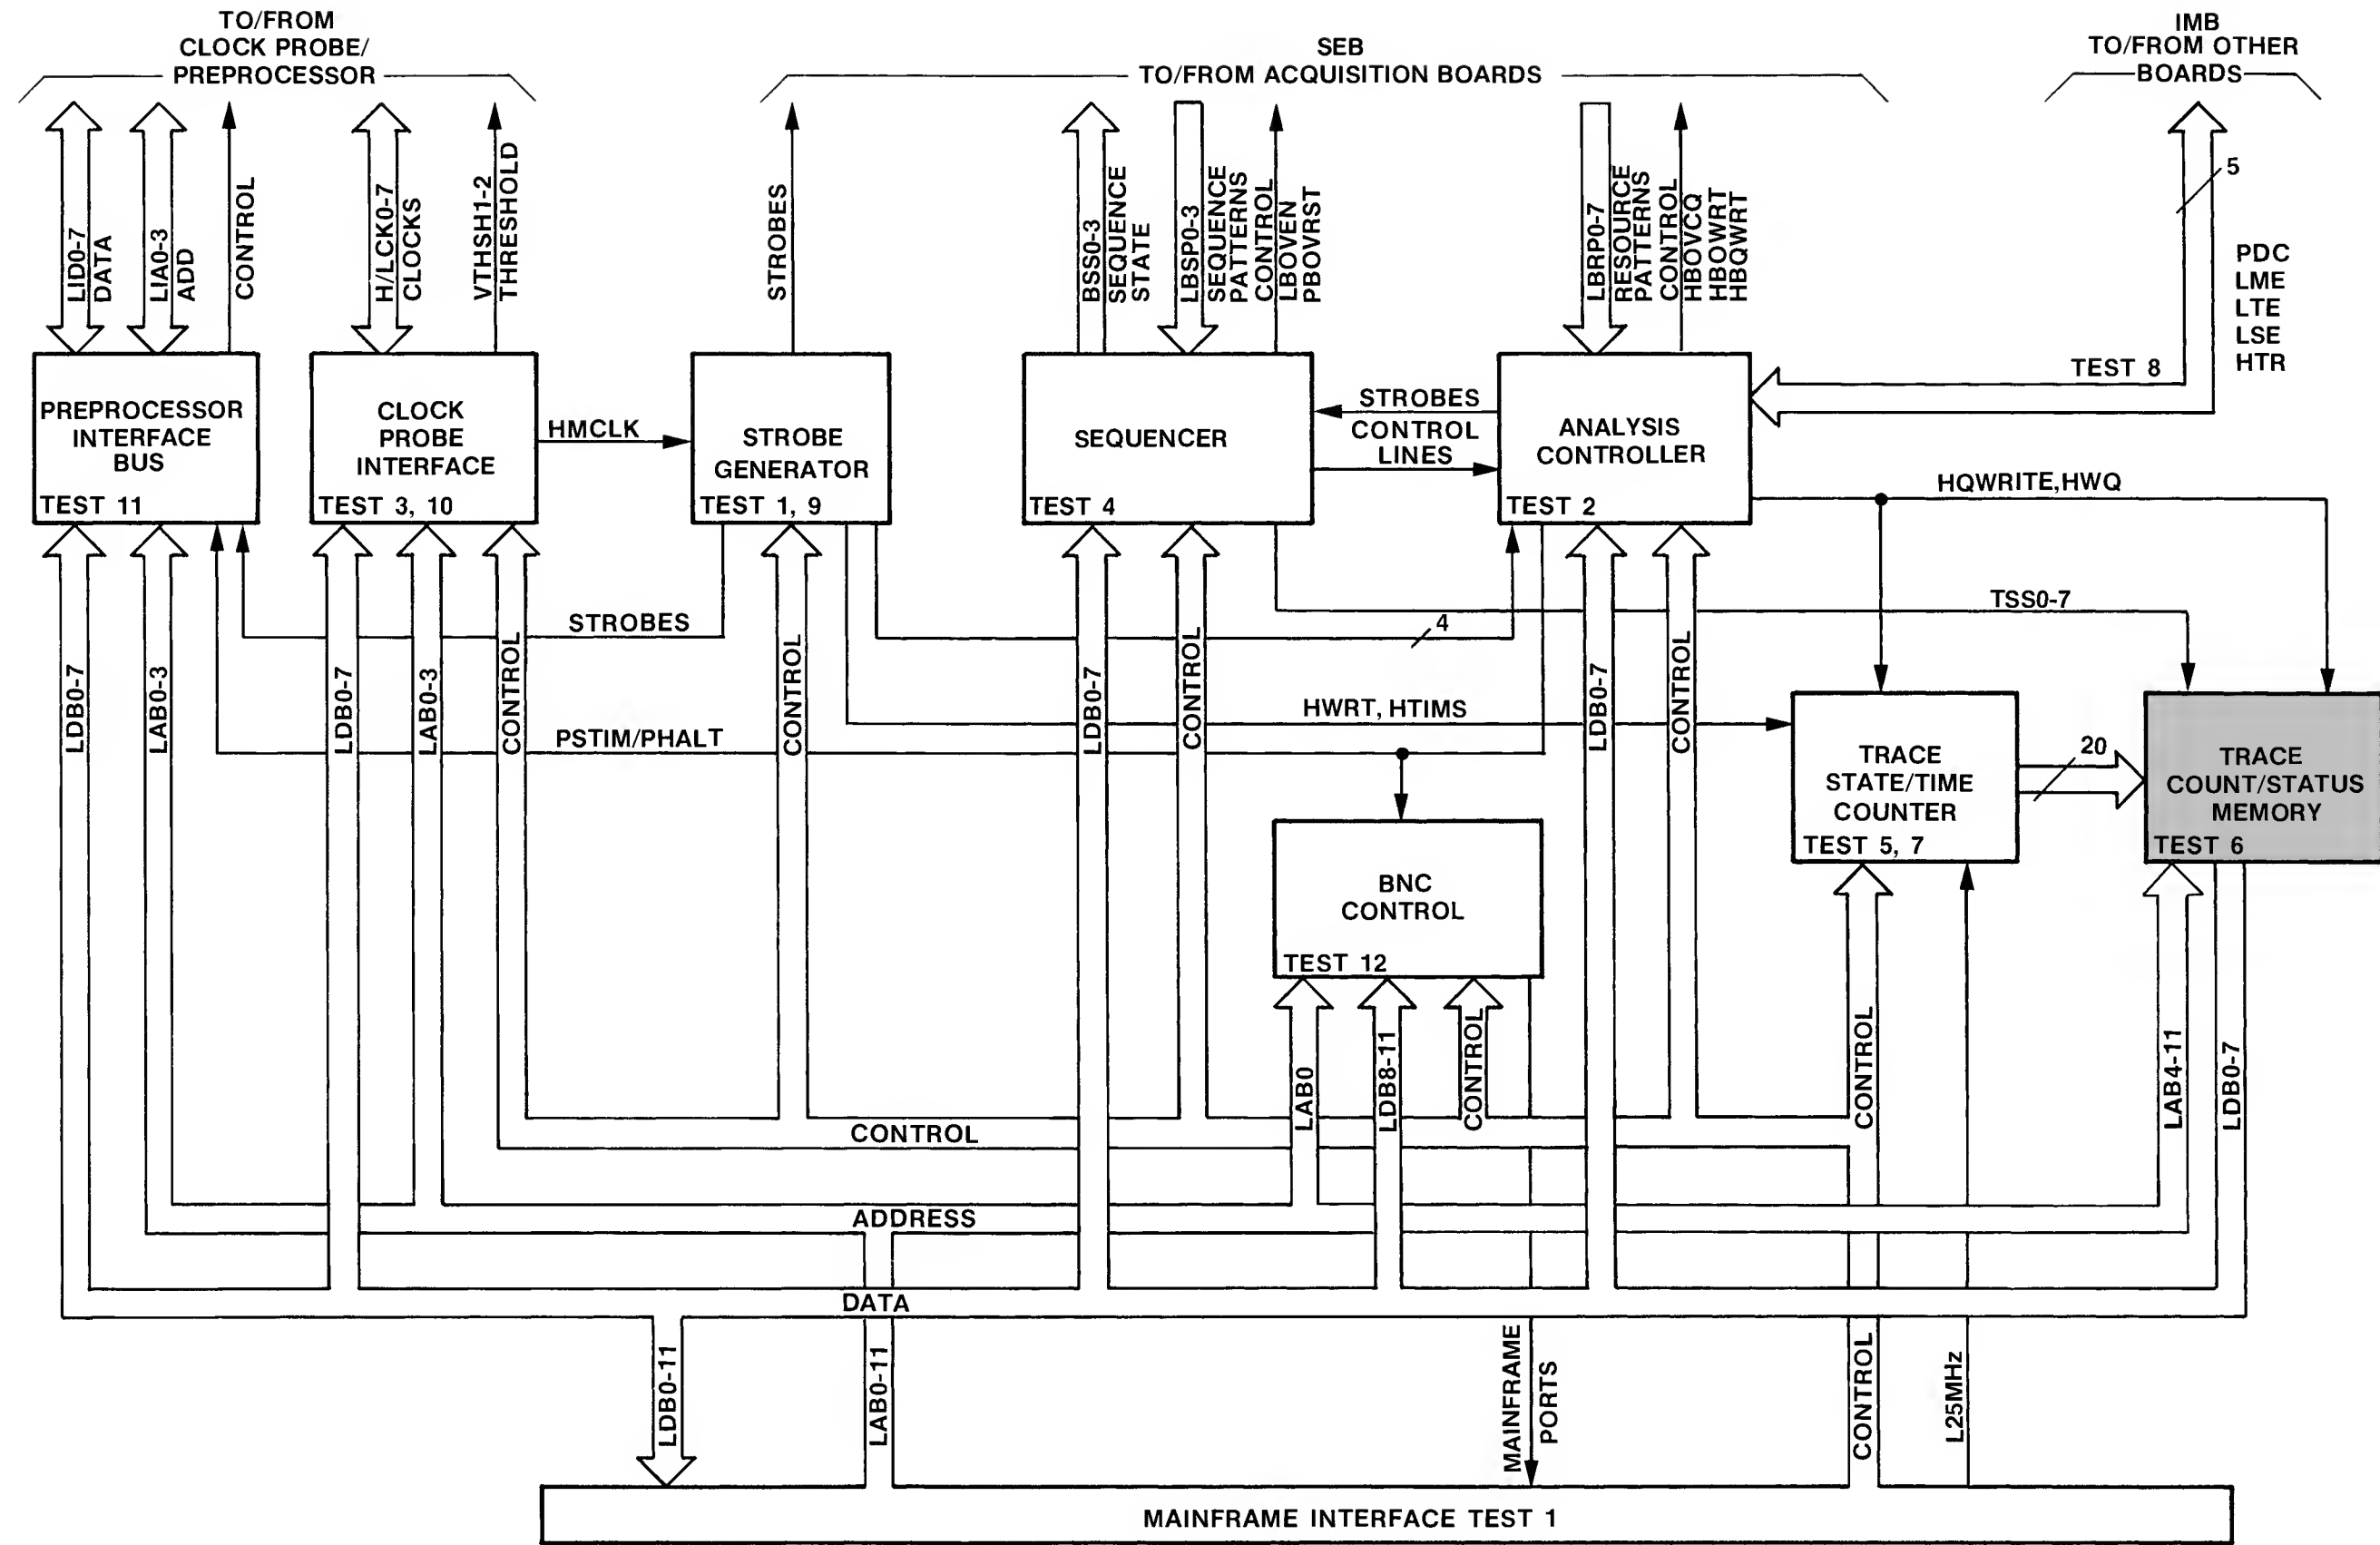 TO/FROM
CLOCK PROBE/
PREPROCESSOR
SEB
TO/FROM ACQUISITION BOARDS
IMB
TO/FROM OTHER
BOARDS
LID0-7
DATA
LIA0-3
ADD
CONTROL
H/LCK0-7
CLOCKS
VTHSH1-2
THRESHOLD
STROBES
BSS0-3
SEQUENCE
STATE
LBSP0-3
SEQUENCE
PATTERNS
CONTROL
LBOVEN
PBOVRST
LBRP0-7
RESOURCE
PATTERNS
CONTROL
HBOVCQ
HBOWRT
HBQWRT
5
PDC
LME
LTE
LSE
HTR
TEST 8
PREPROCESSOR
INTERFACE
BUS
TEST 11
CLOCK
PROBE
INTERFACE
TEST 3, 10
HMCLK
STROBE
GENERATOR
TEST 1, 9
SEQUENCER
TEST 4
STROBES
CONTROL
LINES
ANALYSIS
CONTROLLER
TEST 2
HQWRITE,HWQ
TSS0-7
STROBES
4
HWRT, HTIMS
PSTIM/PHALT
LDB0-7
LAB0-3
LDB0-7
LAB0-3
CONTROL
CONTROL
LDB0-7
CONTROL
LDB0-7
CONTROL
TRACE
STATE/TIME
COUNTER
TEST 5, 7
20
TRACE
COUNT/STATUS
MEMORY
TEST 6
BNC
CONTROL
TEST 12
LAB0
LDB8-11
CONTROL
CONTROL
LAB4-11
LDB0-7
CONTROL
ADDRESS
DATA
LDB0-11
LAB0-11
MAINFRAME
PORTS
CONTROL
L25MHz
MAINFRAME INTERFACE TEST 1